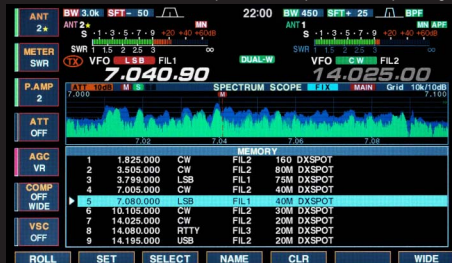 ANT
2★
BW 3.0k SFT- 50
22:00
BW 450 SFT+ 25
BPF
ANT 2★
MN
ANT 1
MN APF
S ·1·3·5·7·9 +20 +40 +60dB
S ·1·3·5·7·9 +20 +40 +60dB
METER
SWR
SWR 1 1.5 2 2.5 3 ∞
SWR 1 1.5 2 2.5 3 ∞
TX VFO LSB FIL1
DUAL-W
VFO CW FIL2
7.040.90
14.025.00
P.AMP
2
ATT 10dB M S
SPECTRUM SCOPE FIX MAIN Grid 10k/10dB
7.000
M
7.100
ATT
OFF
7.02
7.04
7.06
7.08
AGC
VR
MEMORY
1 1.825.000 CW FIL2 160 DXSPOT
2 3.505.000 CW FIL2 80M DXSPOT
3 3.799.000 LSB FIL1 75M DXSPOT
4 7.005.000 CW FIL2 40M DXSPOT
COMP
OFF
WIDE
5 7.080.000 LSB FIL1 40M DXSPOT
6 10.105.000 CW FIL2 30M DXSPOT
7 14.025.000 CW FIL2 20M DXSPOT
VSC
OFF
8 14.080.000 RTTY FIL3 20M DXSPOT
9 14.195.000 USB FIL2 20M DXSPOT
ROLL
SET
SELECT
NAME
CLR
WIDE